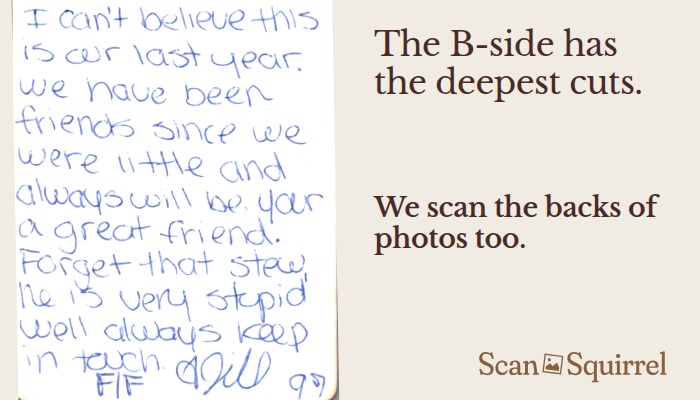 I can't believe this
is our last year.
we have been
friends since we
were little and
always will be. your
a great friend.
Forget that stew,
he is very stupid
well always keep
in touch.
F/F
Jill
97
The B-side has
the deepest cuts.
We scan the backs of
photos too.
Scan Squirrel